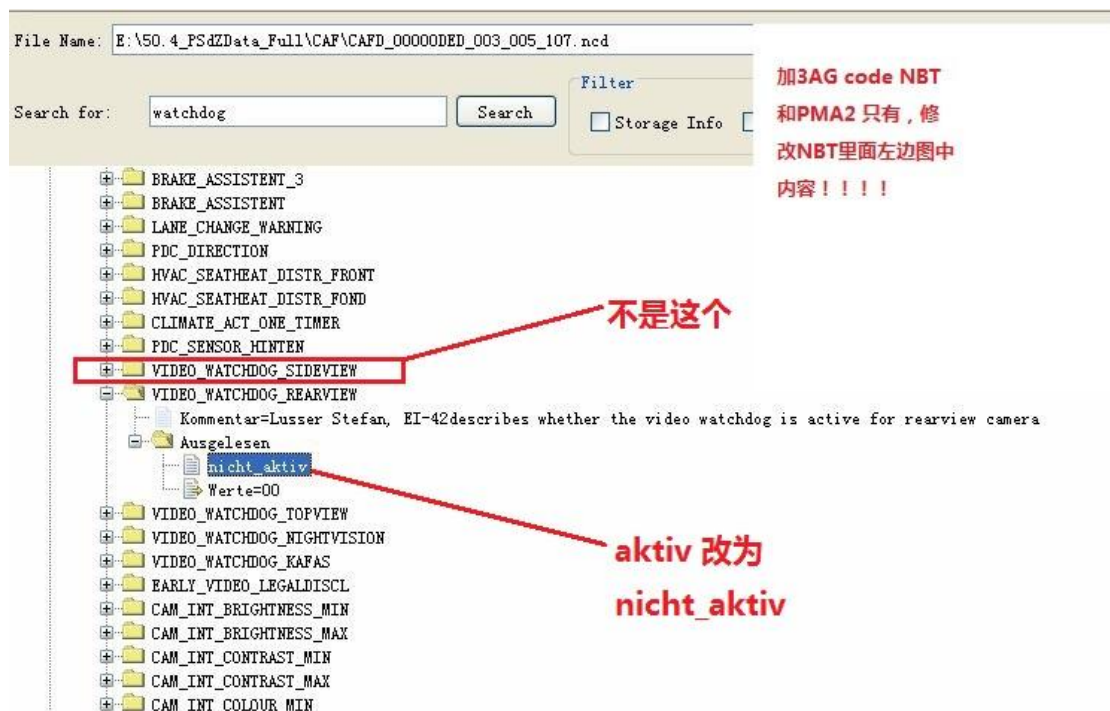 File Name: E:\50.4_PSdZData_Full\CAF\CAFD_00000DED_003_005_107.ncd
Search for: watchdog Search
Filter
Storage Info
加3AG code NBT
和PMA2 只有，修
改NBT里面左边图中
内容！！！！
BRAKE_ASSISTENT_3
BRAKE_ASSISTENT
LANE_CHANGE_WARNING
PDC_DIRECTION
HVAC_SEATHEAT_DISTR_FRONT
HVAC_SEATHEAT_DISTR_FOND
CLIMATE_ACT_ONE_TIMER
不是这个
PDC_SENSOR_HINTEN
VIDEO_WATCHDOG_SIDEVIEW
VIDEO_WATCHDOG_REARVIEW
Kommentar=Lusser Stefan, EI-42describes whether the video watchdog is active for rearview camera
Ausgelesen
nicht_aktiv
Werte=00
VIDEO_WATCHDOG_TOPVIEW
VIDEO_WATCHDOG_NIGHTVISION
VIDEO_WATCHDOG_KAFAS
EARLY_VIDEO_LEGALDISCL
CAM_INT_BRIGHTNESS_MIN
CAM_INT_BRIGHTNESS_MAX
CAM_INT_CONTRAST_MIN
CAM_INT_CONTRAST_MAX
CAM_INT_COLOUR_MIN
aktiv 改为
nicht_aktiv